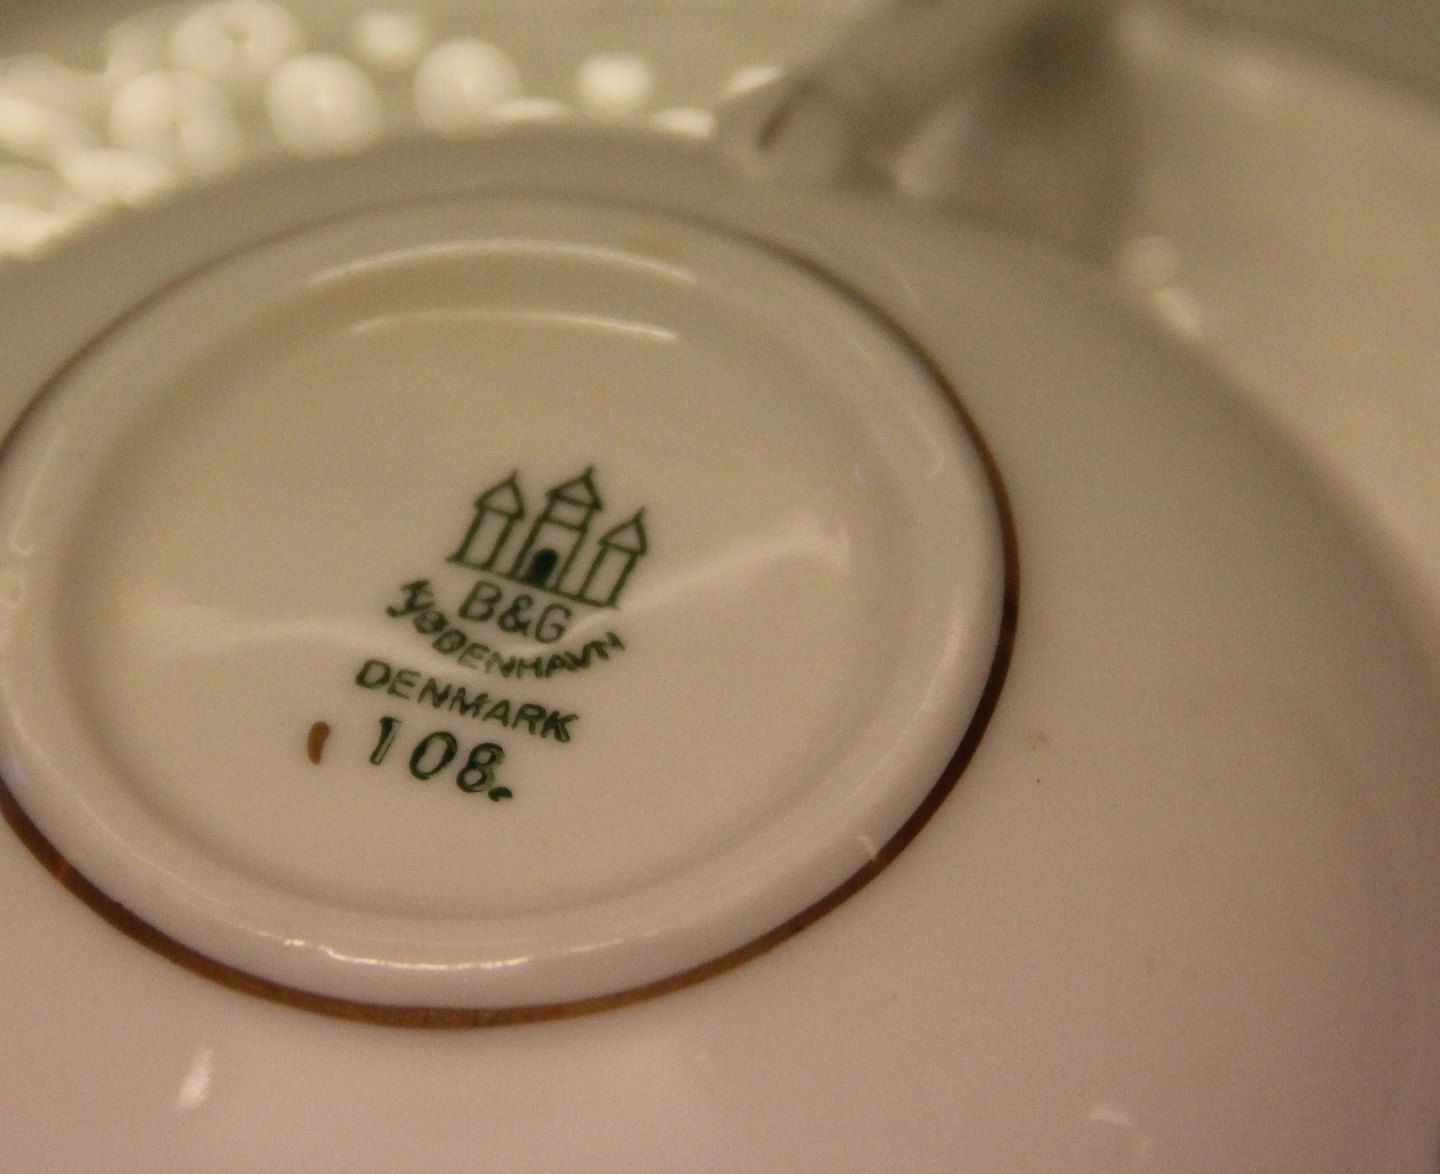 B&G
KJØBENHAVN
DENMARK
108.